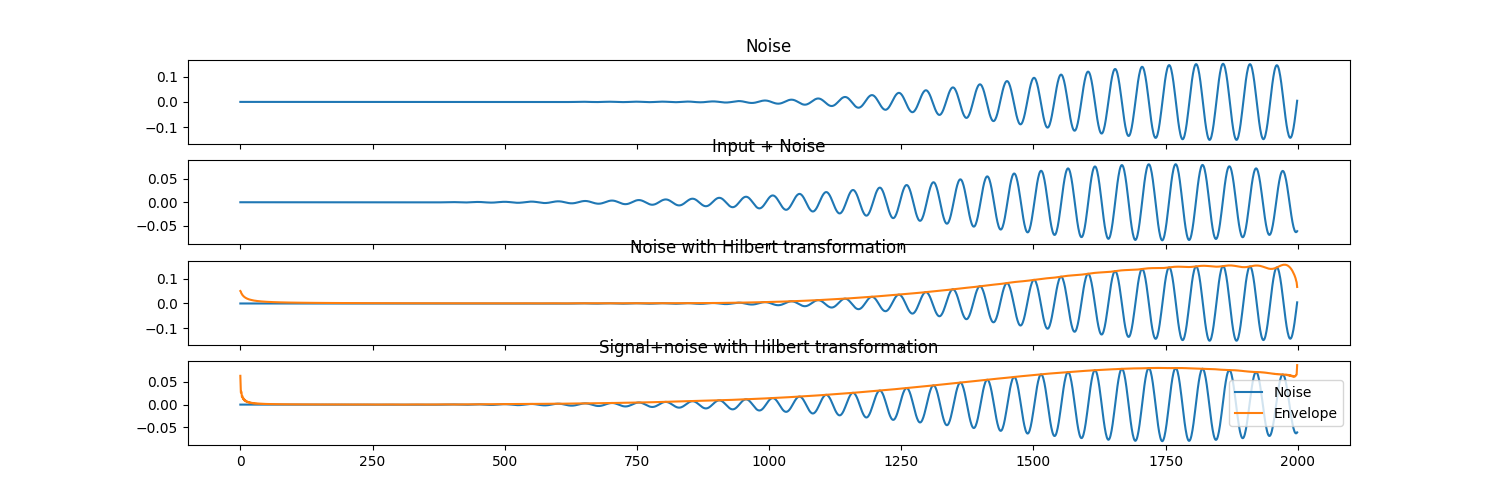 Noise
0.1
0.0
−0.1
Input + Noise
0.05
0.00
−0.05
Noise with Hilbert transformation
0.1
0.0
−0.1
Signal+noise with Hilbert transformation
0.05
0.00
−0.05
Noise
Envelope
0 250 500 750 1000 1250 1500 1750 2000